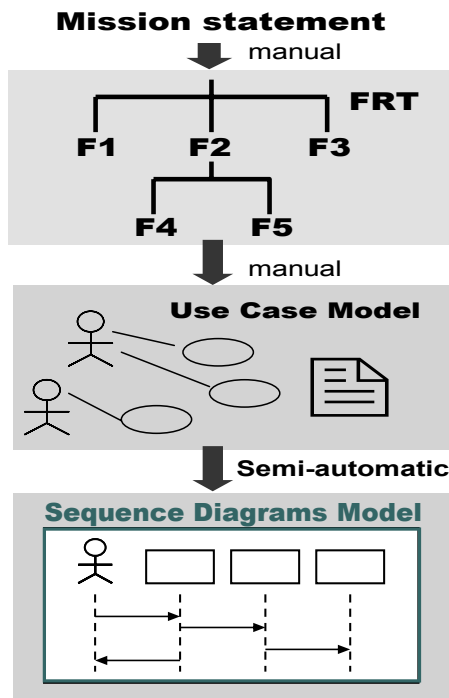 Mission statement
manual
FRT
F1 F2 F3
F4 F5
manual
Use Case Model
Semi-automatic
Sequence Diagrams Model